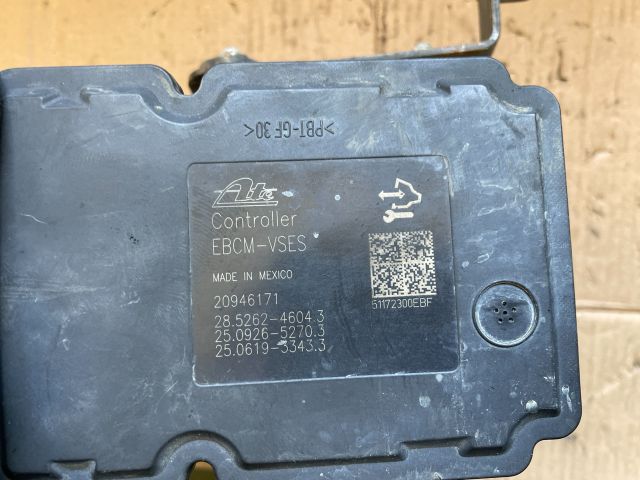 >PBT-GF30<
Ate
Controller
EBCM-VSES
MADE IN MEXICO
20946171
28.5262-4604.3
25.0926-5270.3
25.0619-3343.3
51172300EBF